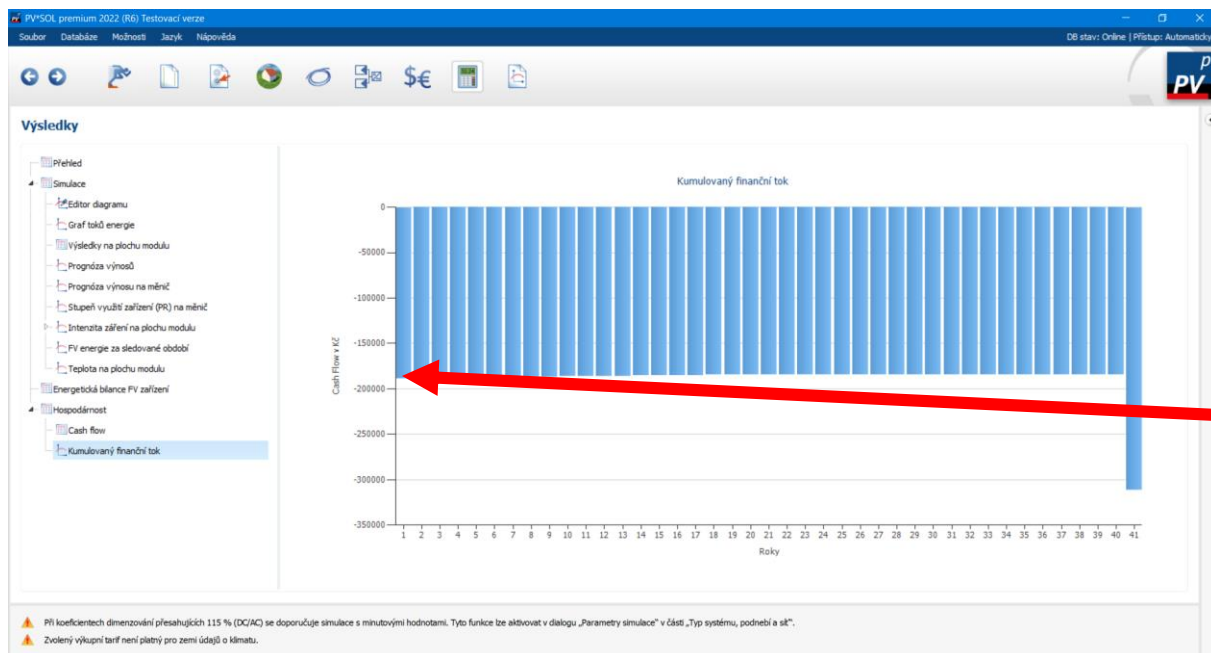 PV*SOL premium 2022 (R6) Testovací verze
Soubor Databáze Možnosti Jazyk Nápověda
DB stav: Online | Přístup: Automaticky
$€
P
PV
Výsledky
Přehled
Simulace
Editor diagramu
Graf toků energie
Výsledky na plochu modulu
Prognóza výnosů
Prognóza výnosu na měnič
Stupeň využití zařízení (PR) na měnič
Intenzita záření na plochu modulu
FV energie za sledované období
Teplota na plochu modulu
Energetická bilance FV zařízení
Hospodárnost
Cash flow
Kumulovaný finanční tok
Kumulovaný finanční tok
0
-50000
-100000
-150000
-200000
-250000
-300000
-350000
Cash Flow v Kč
1 2 3 4 5 6 7 8 9 10 11 12 13 14 15 16 17 18 19 20 21 22 23 24 25 26 27 28 29 30 31 32 33 34 35 36 37 38 39 40 41
Roky
Při koeficientech dimenzování přesahujících 115 % (DC/AC) se doporučuje simulace s minutovými hodnotami. Tyto funkce lze aktivovat v dialogu „Parametry simulace" v části „Typ systému, podnebí a síť".
Zvolený výkupní tarif není platný pro zemi údajů o klimatu.